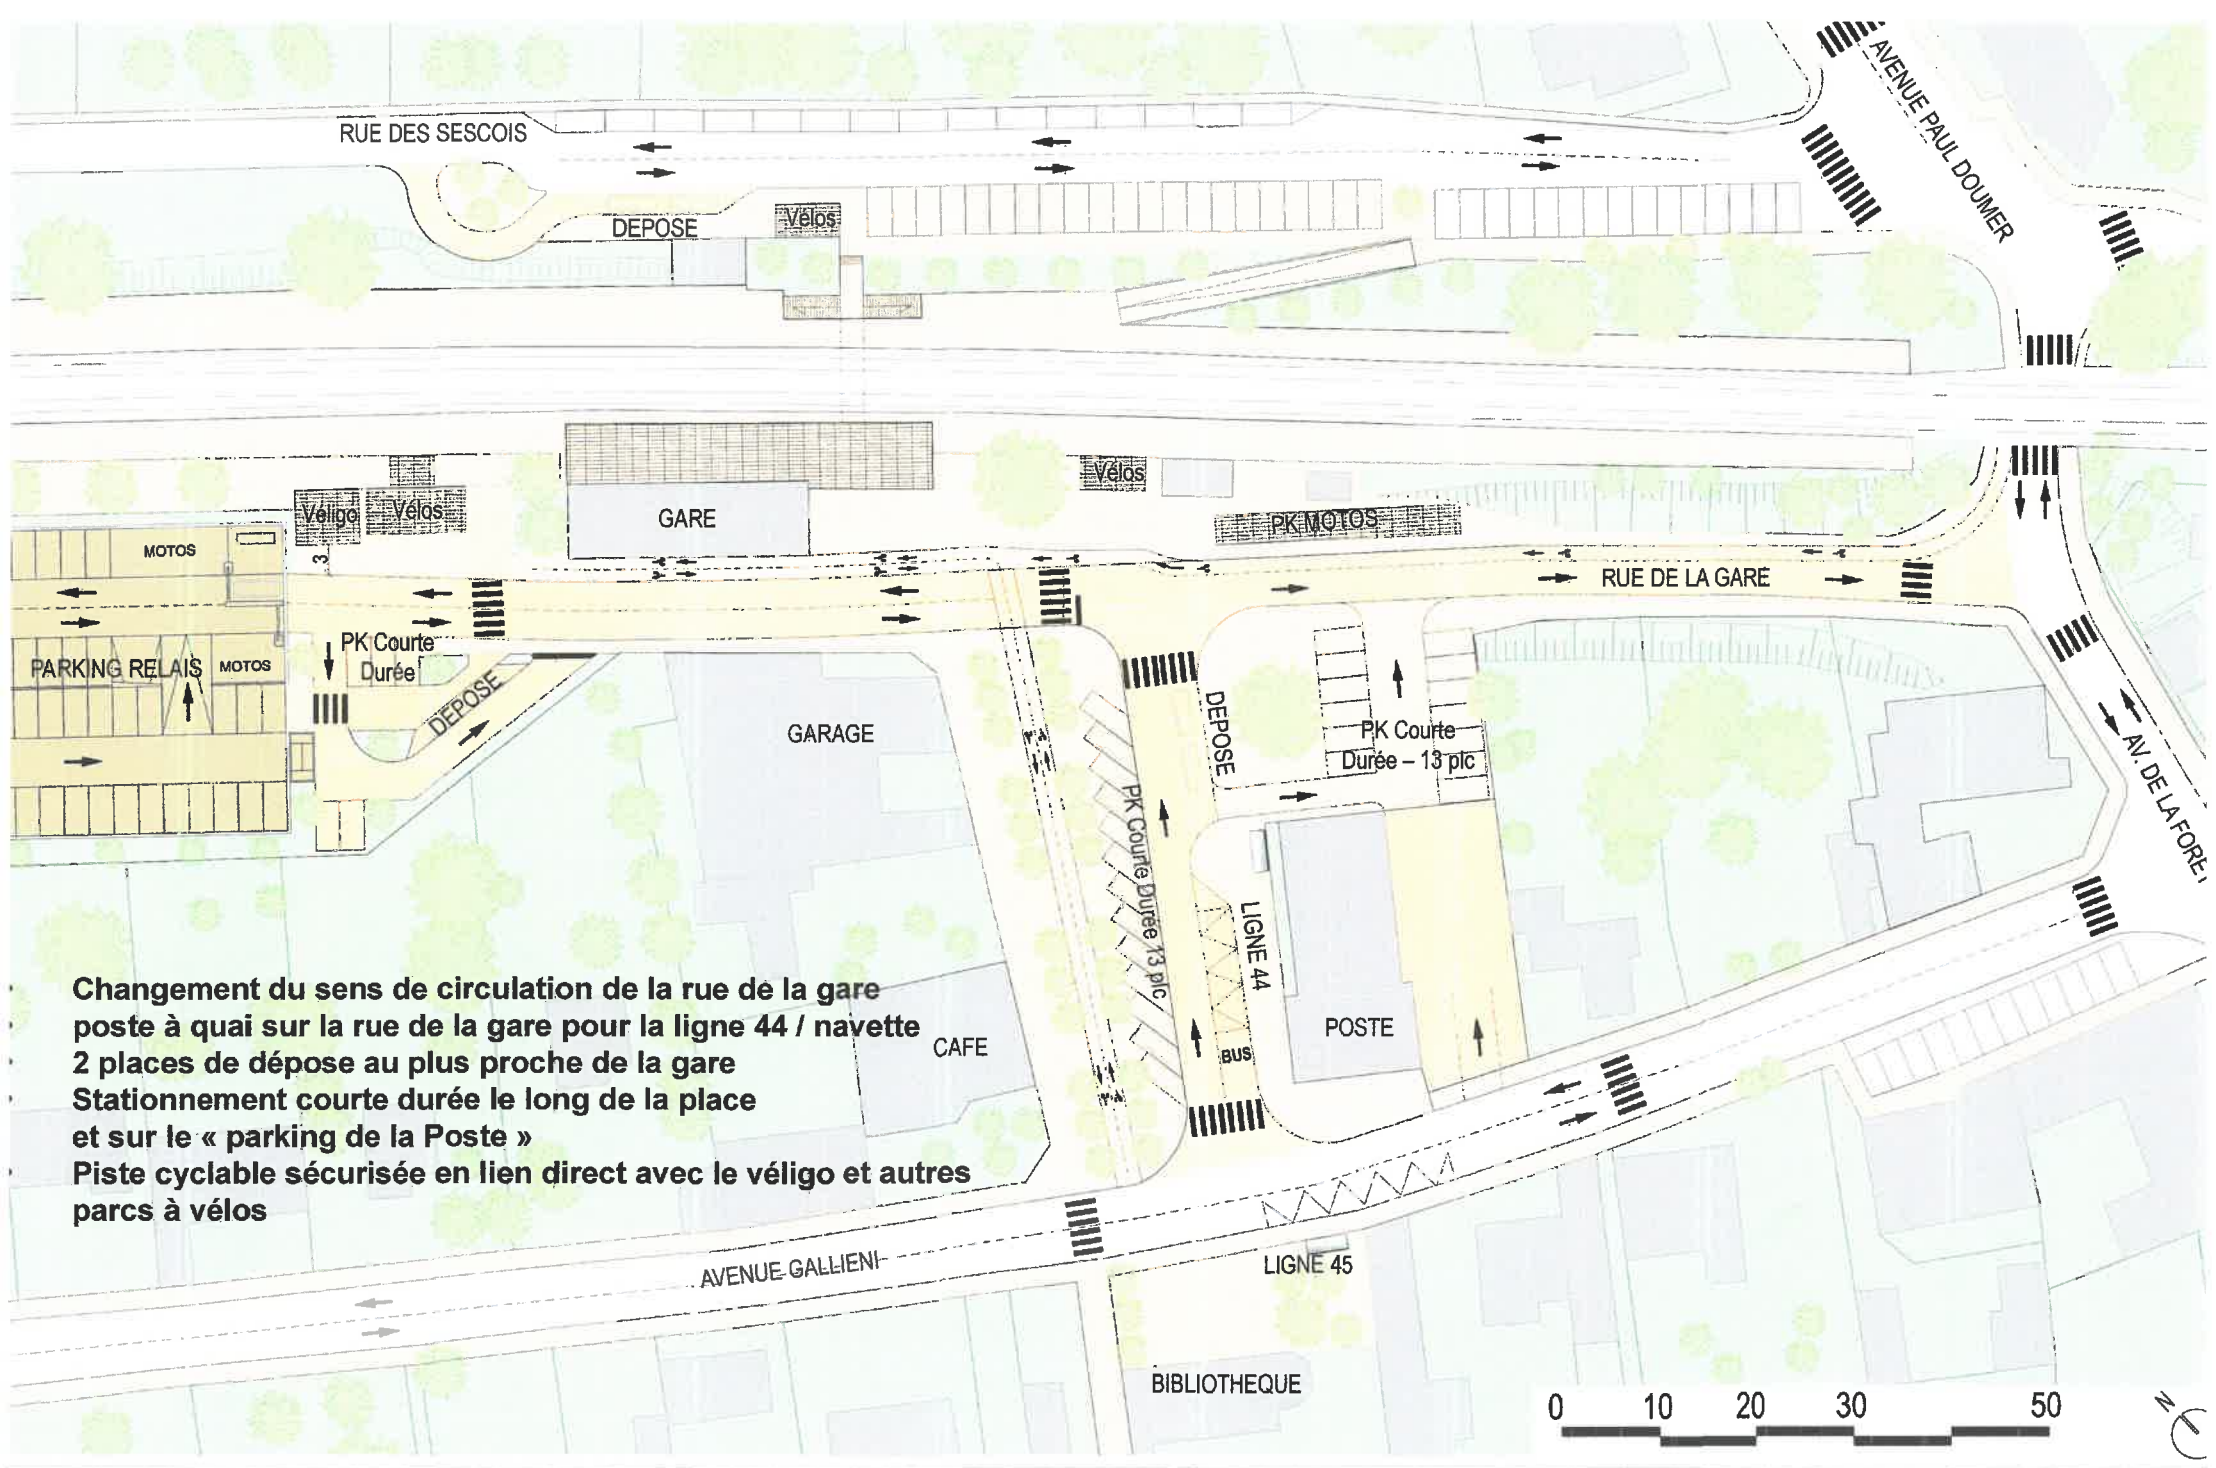 AVENUE PAUL DOUMER
RUE DES SESCOIS
Vélos
DEPOSE
Véligo
Vélos
GARE
Vélos
PK MOTOS
MOTOS
3
RUE DE LA GARE
PK Courte
Durée
PARKING RELAIS
MOTOS
DEPOSE
GARAGE
DEPOSE
PK Courte
Durée – 13 plc
AV. DE LA FORET
PK Courte Durée 13 plc
LIGNE 44
POSTE
BUS
CAFE
Changement du sens de circulation de la rue de la gare
poste à quai sur la rue de la gare pour la ligne 44 / navette
2 places de dépose au plus proche de la gare
Stationnement courte durée le long de la place
et sur le « parking de la Poste »
Piste cyclable sécurisée en lien direct avec le véligo et autres
parcs à vélos
AVENUE GALLIENI
LIGNE 45
BIBLIOTHEQUE
0 10 20 30 50
N